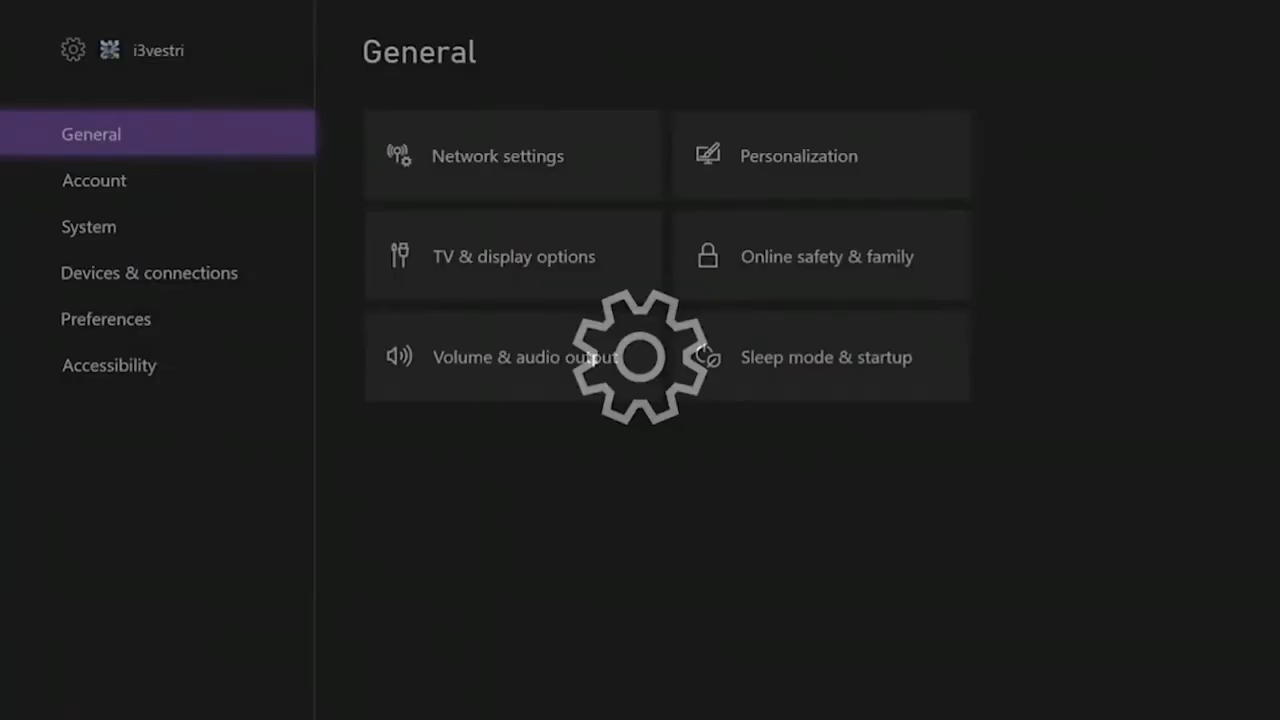 i3vestri
General
Account
System
Devices & connections
Preferences
Accessibility
General
Network settings
Personalization
TV & display options
Online safety & family
Volume & audio output
Sleep mode & startup